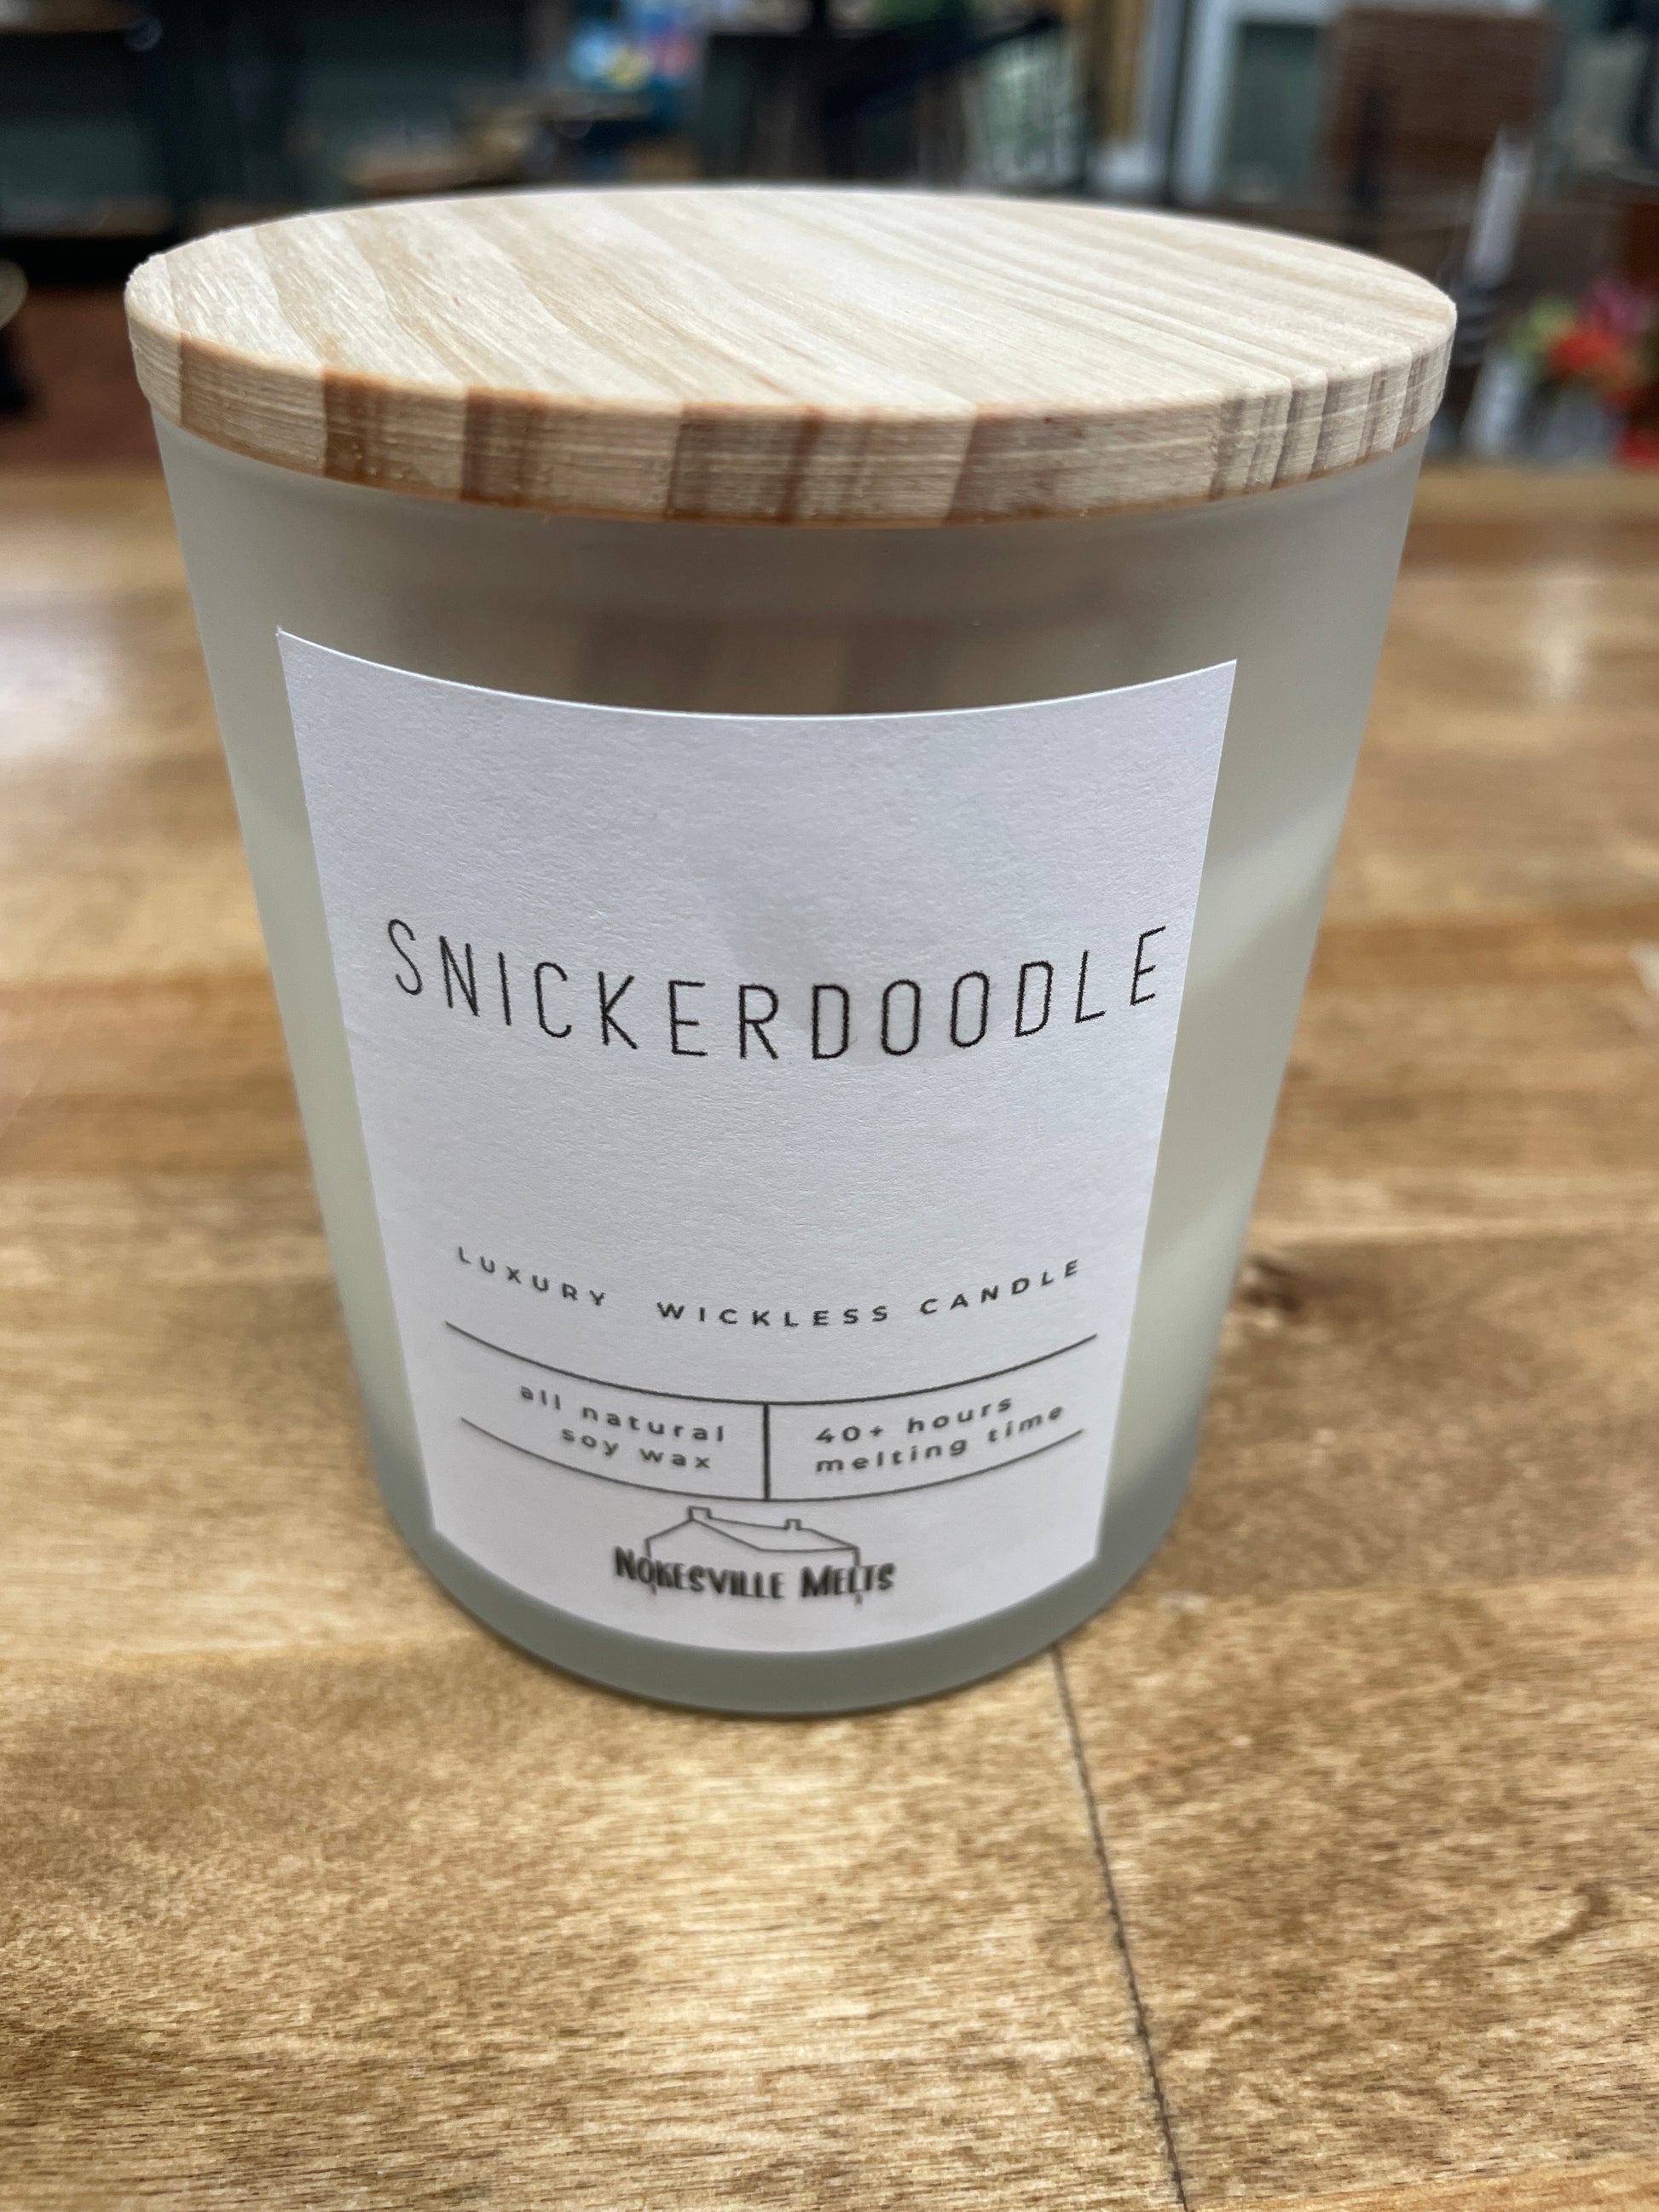 SNICKERDOODLE
LUXURY WICKLESS CANDLE
all natural
soy wax
40+ hours
melting time
NOKESVILLE MELTS